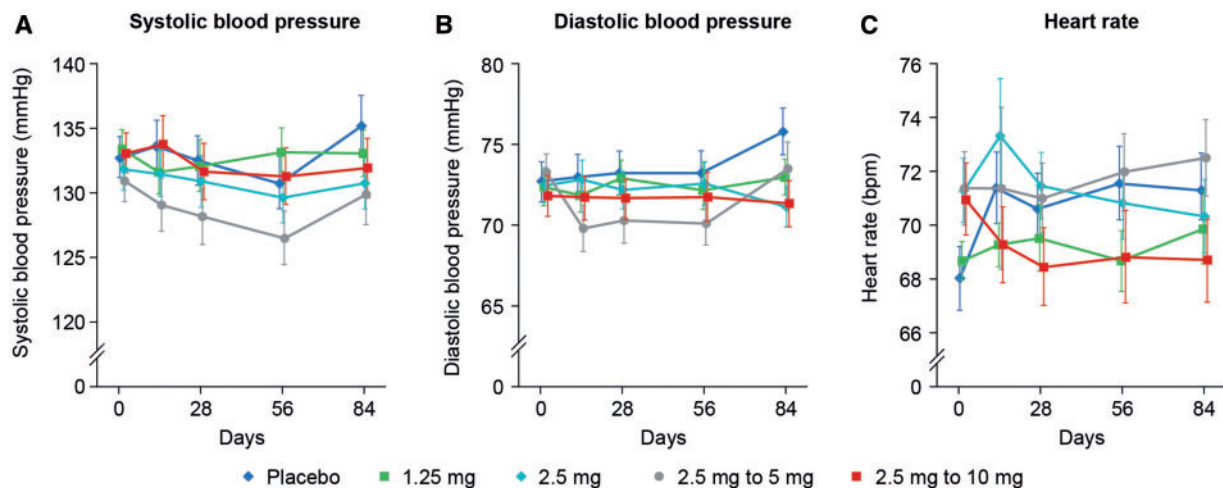 A Systolic blood pressure
Systolic blood pressure (mmHg)
140
135
130
125
120
0
0 28 56 84
Days
B Diastolic blood pressure
Diastolic blood pressure (mmHg)
80
75
70
65
0
0 28 56 84
Days
C Heart rate
Heart rate (bpm)
76
74
72
70
68
66
0
0 28 56 84
Days
Placebo 1.25 mg 2.5 mg 2.5 mg to 5 mg 2.5 mg to 10 mg